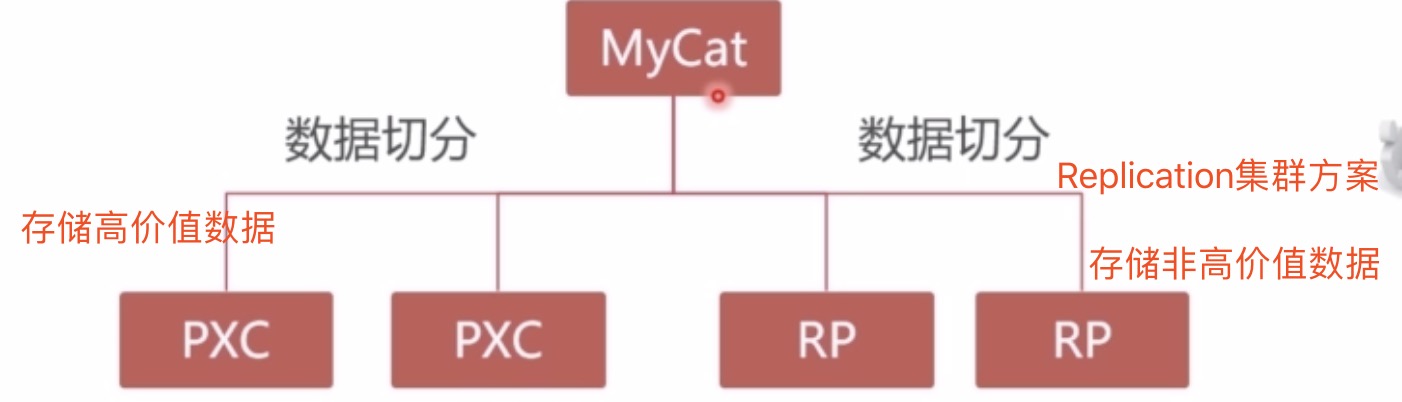 MyCat
数据切分
数据切分
Replication集群方案
存储高价值数据
存储非高价值数据
PXC
PXC
RP
RP